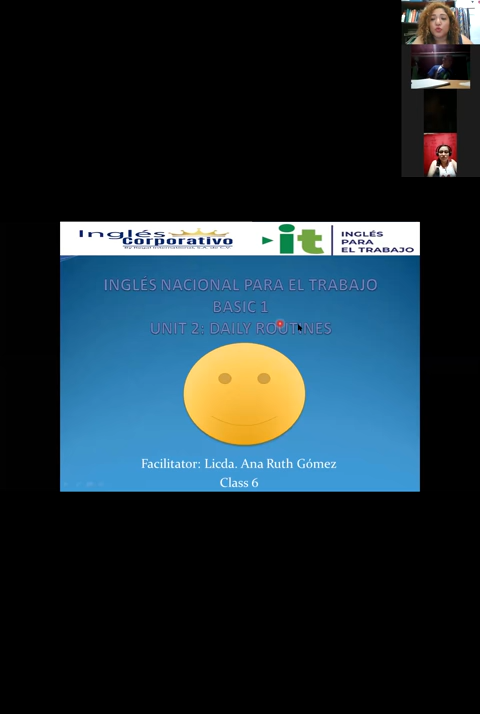 Inglés
Corporativo
it
INGLÉS
PARA
EL TRABAJO
INGLÉS NACIONAL PARA EL TRABAJO
BASIC 1
UNIT 2: DAILY ROUTINES
Facilitator: Licda. Ana Ruth Gómez
Class 6